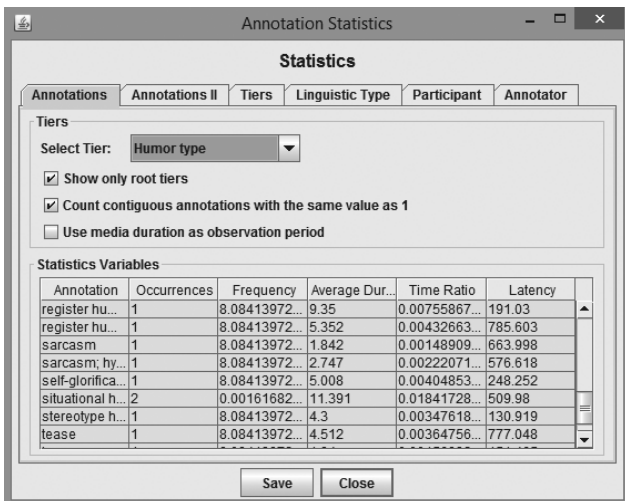 Annotation Statistics
Statistics
Annotations Annotations II Tiers Linguistic Type Participant Annotator
Tiers
Select Tier: Humor type
Show only root tiers
Count contiguous annotations with the same value as 1
Use media duration as observation period
Statistics Variables
Annotation Occurrences Frequency Average Dur... Time Ratio Latency
register hu... 1 8.08413972... 9.35 0.00755867... 191.03
register hu... 1 8.08413972... 5.352 0.00432663... 785.603
sarcasm 1 8.08413972... 1.842 0.00148909... 663.998
sarcasm; hy... 1 8.08413972... 2.747 0.00222071... 576.618
self-glorifica... 1 8.08413972... 5.008 0.00404853... 248.252
situational h... 2 0.00161682... 11.391 0.01841728... 509.98
stereotype h... 1 8.08413972... 4.3 0.00347618... 130.919
tease 1 8.08413972... 4.512 0.00364756... 777.048
Save Close